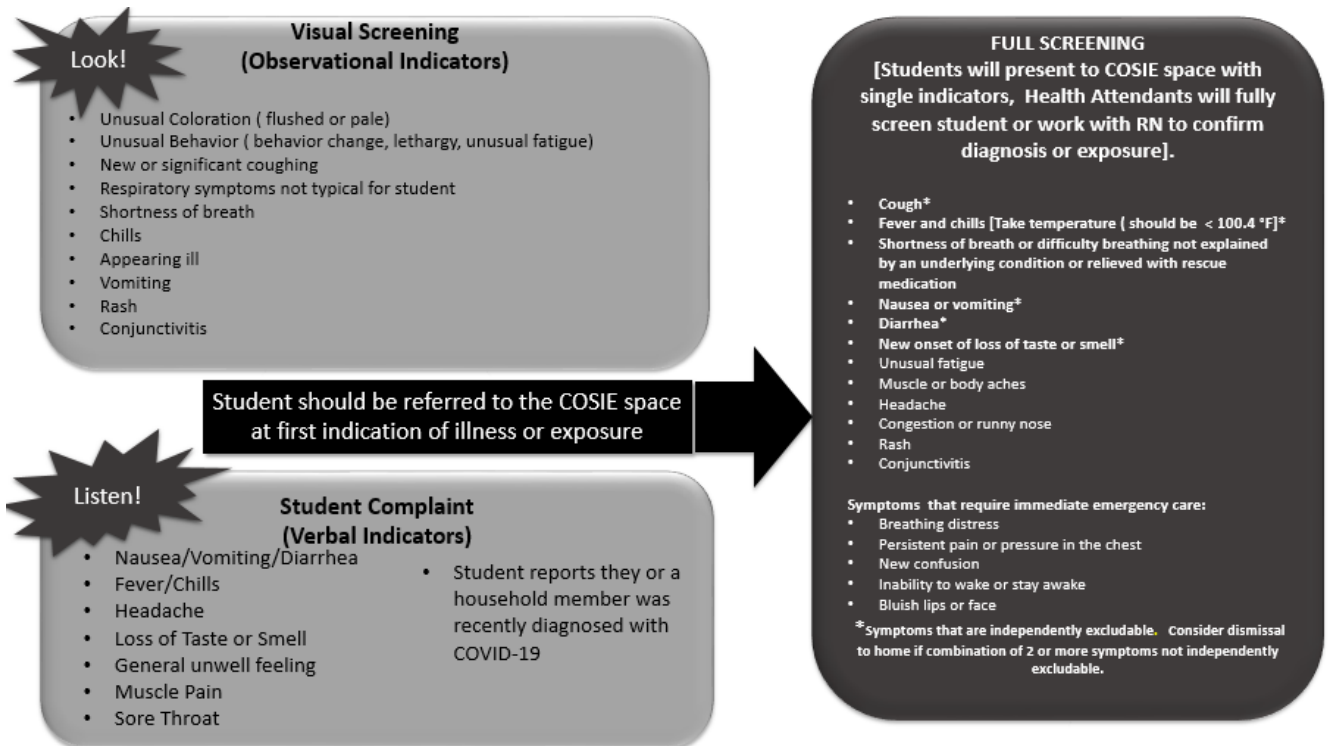 Look!
Visual Screening
(Observational Indicators)
• Unusual Coloration ( flushed or pale)
• Unusual Behavior ( behavior change, lethargy, unusual fatigue)
• New or significant coughing
• Respiratory symptoms not typical for student
• Shortness of breath
• Chills
• Appearing ill
• Vomiting
• Rash
• Conjunctivitis
Student should be referred to the COSIE space
at first indication of illness or exposure
Listen!
Student Complaint
(Verbal Indicators)
• Nausea/Vomiting/Diarrhea
• Fever/Chills
• Headache
• Loss of Taste or Smell
• General unwell feeling
• Muscle Pain
• Sore Throat
• Student reports they or a
household member was
recently diagnosed with
COVID-19
FULL SCREENING
[Students will present to COSIE space with
single indicators, Health Attendants will fully
screen student or work with RN to confirm
diagnosis or exposure].
• Cough*
• Fever and chills [Take temperature ( should be < 100.4 °F]*
• Shortness of breath or difficulty breathing not explained
by an underlying condition or relieved with rescue
medication
• Nausea or vomiting*
• Diarrhea*
• New onset of loss of taste or smell*
• Unusual fatigue
• Muscle or body aches
• Headache
• Congestion or runny nose
• Rash
• Conjunctivitis
Symptoms that require immediate emergency care:
• Breathing distress
• Persistent pain or pressure in the chest
• New confusion
• Inability to wake or stay awake
• Bluish lips or face
*Symptoms that are independently excludable. Consider dismissal
to home if combination of 2 or more symptoms not independently
excludable.